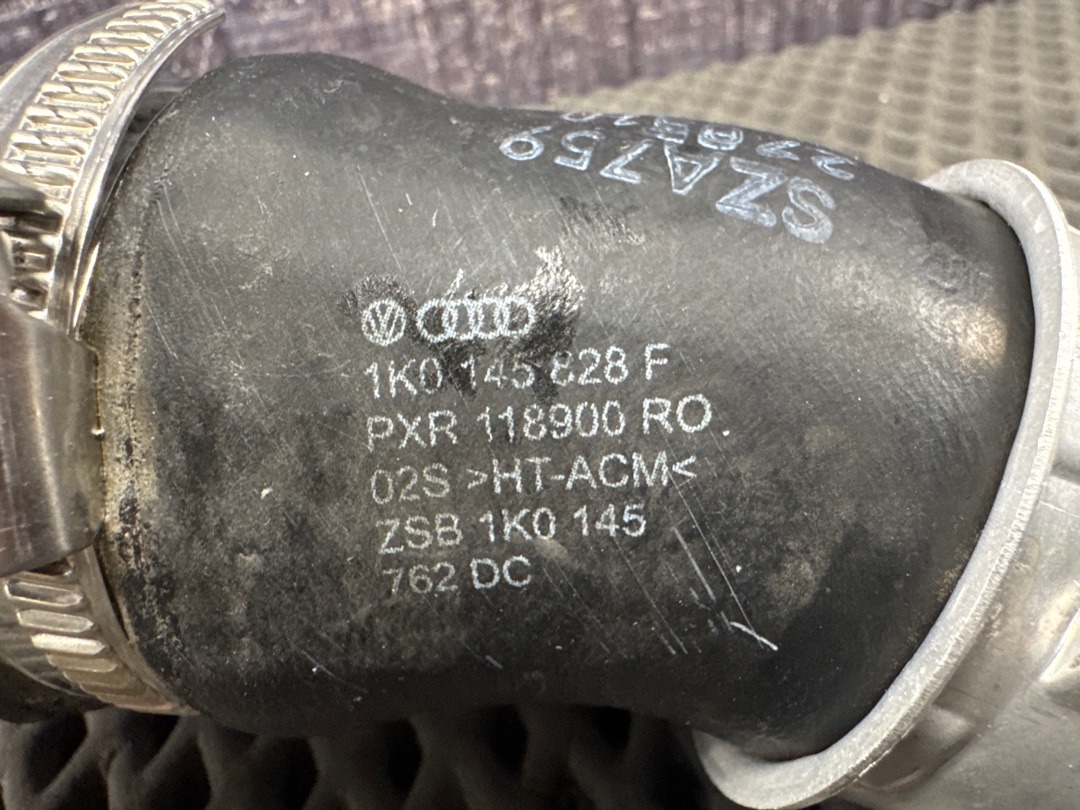 SZA759
1K0 145 828 F
PXR 118900 RO.
02S >HT-ACM<
ZSB 1K0 145
762 DC